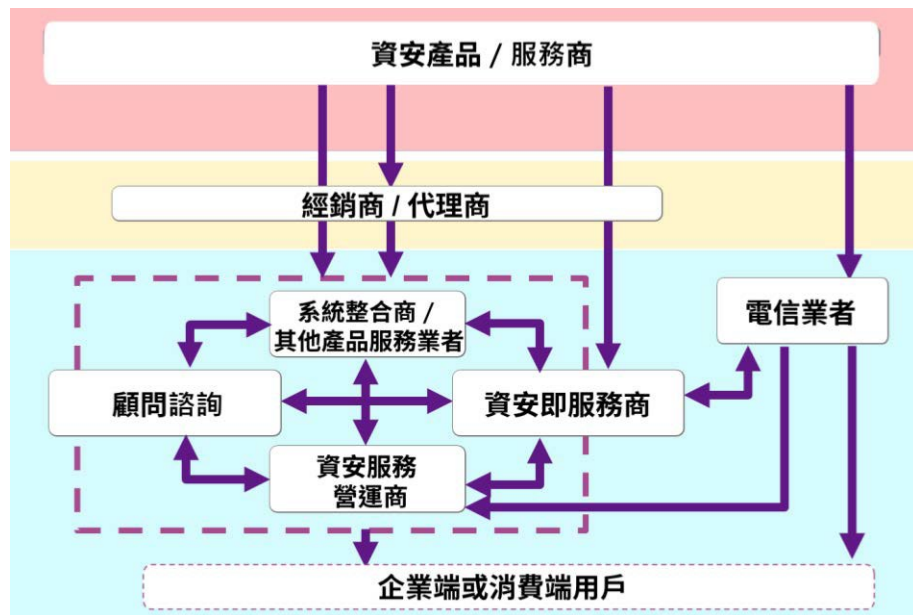 資安產品 / 服務商
經銷商 / 代理商
系統整合商 /
其他產品服務業者
電信業者
顧問諮詢
資安即服務商
資安服務
營運商
企業端或消費端用戶